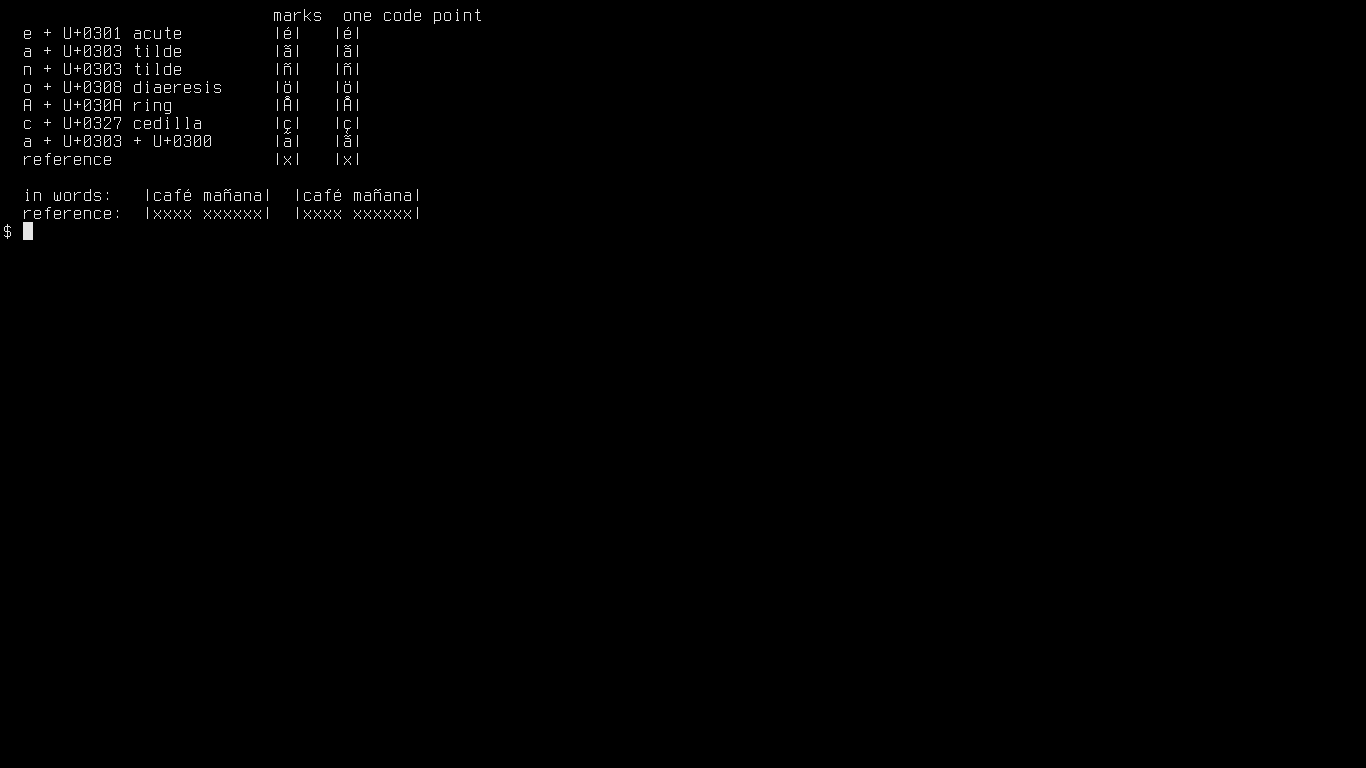 marks  one code point
e + U+0301 acute         |é|   |é|
a + U+0303 tilde         |ã|   |ã|
n + U+0303 tilde         |ñ|   |ñ|
o + U+0308 diaeresis     |ö|   |ö|
A + U+030A ring          |Å|   |Å|
c + U+0327 cedilla       |ç|   |ç|
a + U+0303 + U+0300      |ã̀|   |ã̀|
reference                |x|   |x|
in words:   |café mañana|  |café mañana|
reference:  |xxxx xxxxxx|  |xxxx xxxxxx|
$